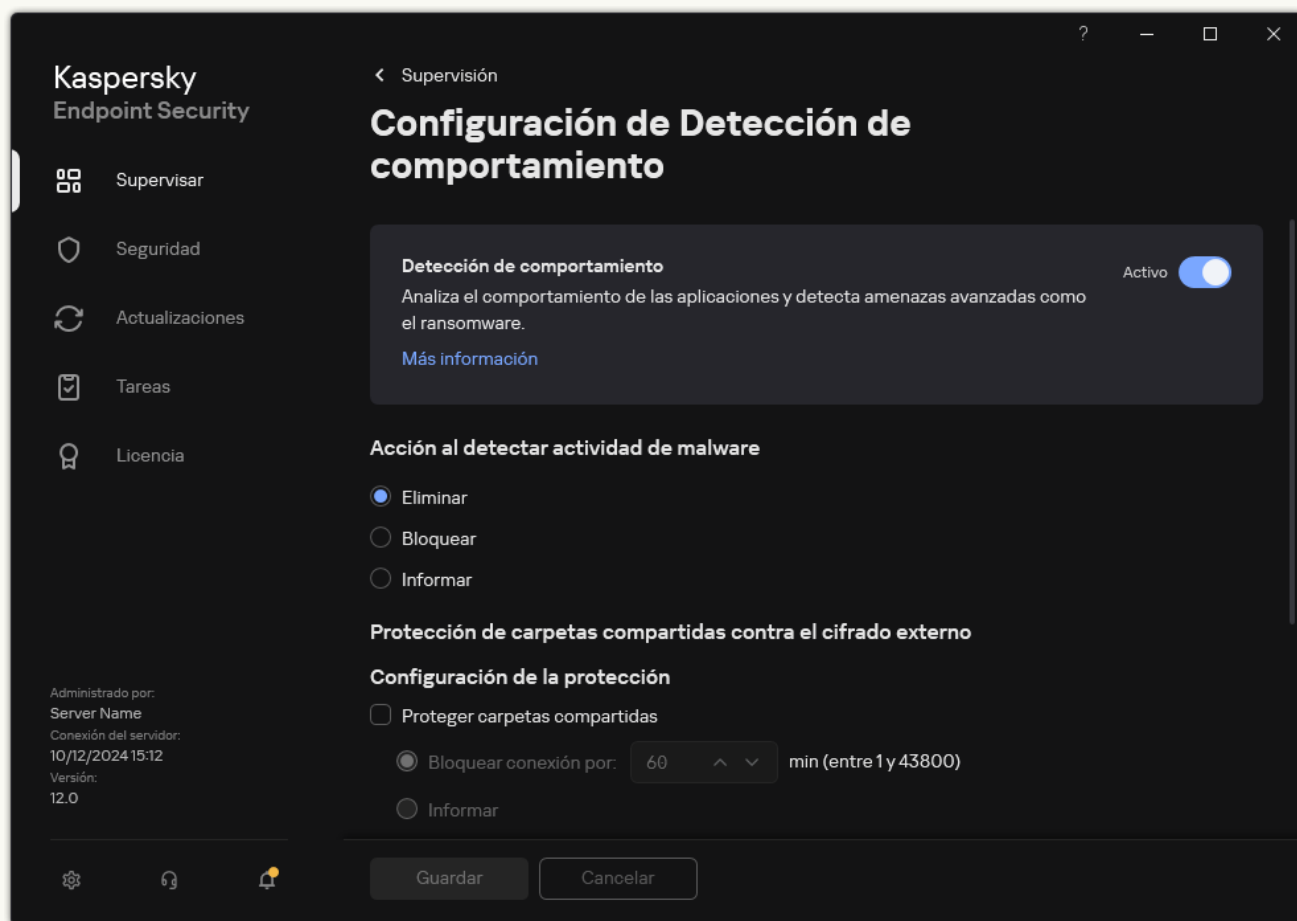 ?
Kaspersky
Endpoint Security
Supervisar
Seguridad
Actualizaciones
Tareas
Licencia
Administrado por:
Server Name
Conexión del servidor:
10/12/2024 15:12
Versión:
12.0
Supervisión
Configuración de Detección de
comportamiento
Detección de comportamiento
Activo
Analiza el comportamiento de las aplicaciones y detecta amenazas avanzadas como
el ransomware.
Más información
Acción al detectar actividad de malware
Eliminar
Bloquear
Informar
Protección de carpetas compartidas contra el cifrado externo
Configuración de la protección
Proteger carpetas compartidas
Bloquear conexión por: 60 min (entre 1 y 43800)
Informar
Guardar
Cancelar